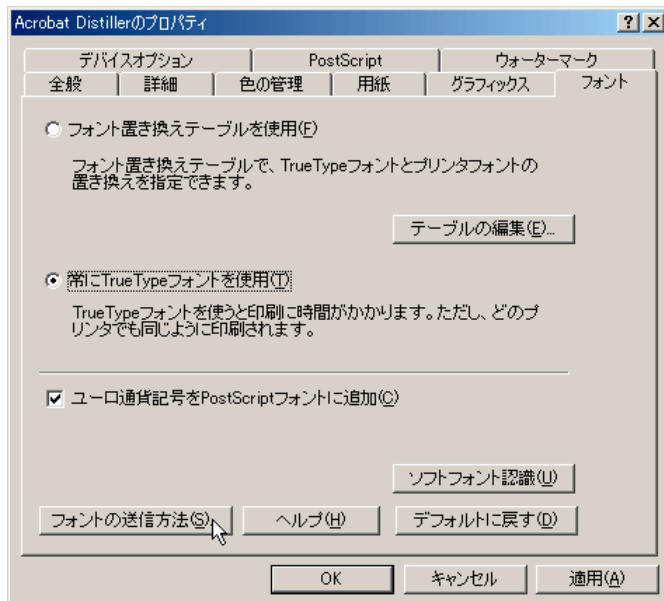 Acrobat Distillerのプロパティ
デバイスオプション PostScript ウォーターマーク
全般 詳細 色の管理 用紙 グラフィックス フォント
フォント置き換えテーブルを使用(F)
フォント置き換えテーブルで、TrueTypeフォントとプリンタフォントの
置き換えを指定できます。
テーブルの編集(E)...
常にTrueTypeフォントを使用(T)
TrueTypeフォントを使うと印刷に時間がかかります。ただし、どのプ
リンタでも同じように印刷されます。
ユーロ通貨記号をPostScriptフォントに追加(C)
ソフトフォント認識(U)
フォントの送信方法(S)... ヘルプ(H) デフォルトに戻す(D)
OK キャンセル 適用(A)